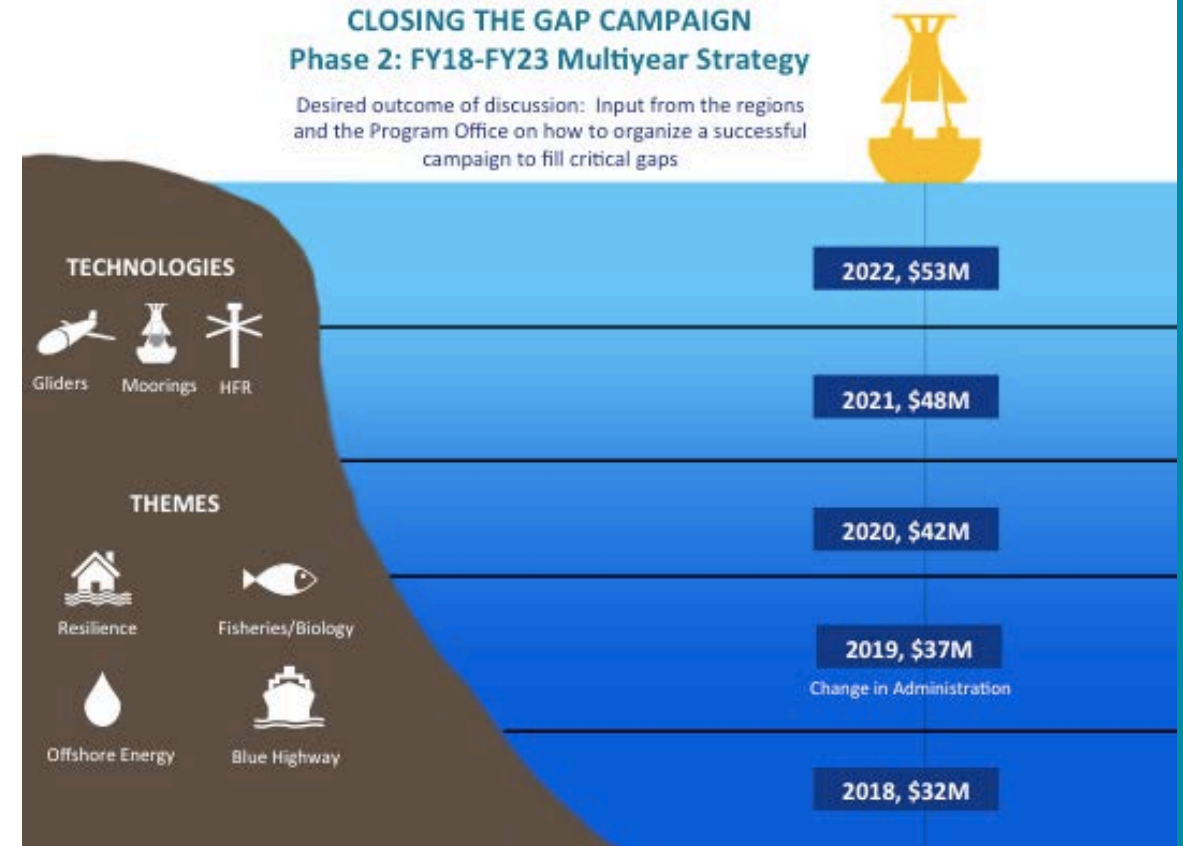 CLOSING THE GAP CAMPAIGN
Phase 2: FY18-FY23 Multiyear Strategy
Desired outcome of discussion: Input from the regions
and the Program Office on how to organize a successful
campaign to fill critical gaps
TECHNOLOGIES
Gliders
Moorings
HFR
THEMES
Resilience
Fisheries/Biology
Offshore Energy
Blue Highway
2022, $53M
2021, $48M
2020, $42M
2019, $37M
Change in Administration
2018, $32M